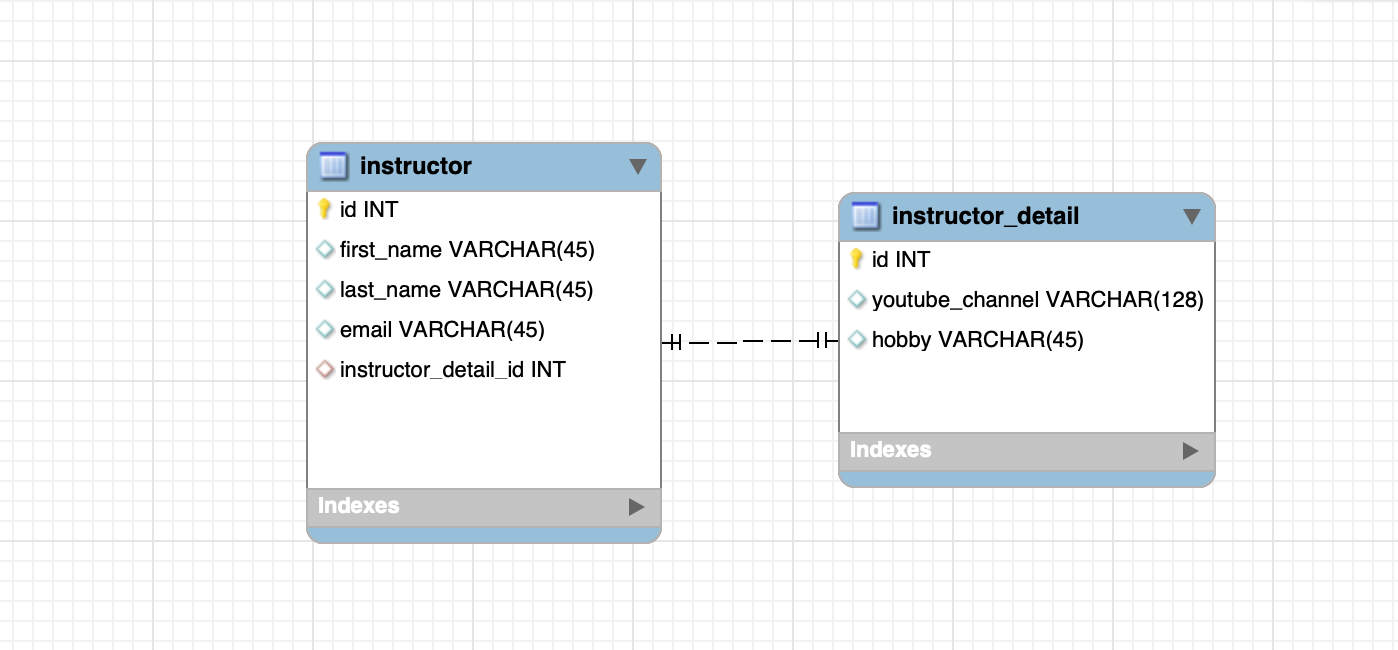 instructor
id INT
first_name VARCHAR(45)
last_name VARCHAR(45)
email VARCHAR(45)
instructor_detail_id INT
Indexes
instructor_detail
id INT
youtube_channel VARCHAR(128)
hobby VARCHAR(45)
Indexes